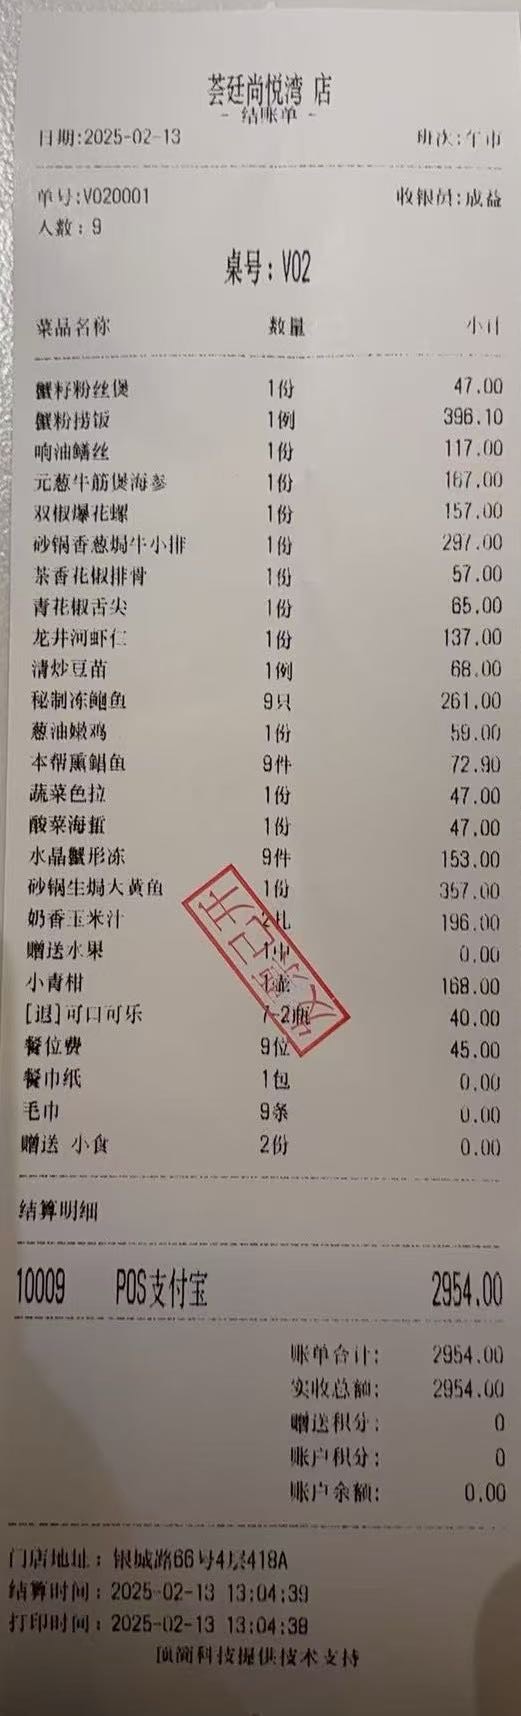 荟廷尚悦湾 店
- 结账单 -
日期:2025-02-13 班次:午市
单号:V020001 收银员:成益
人数: 9
桌号: V02
菜品名称 数量 小计
蟹籽粉丝煲 1份 47.00
蟹粉捞饭 1例 396.10
响油鳝丝 1份 117.00
元葱牛筋煲海参 1份 167.00
双椒爆花螺 1份 157.00
砂锅香葱焗牛小排 1份 297.00
茶香花椒排骨 1份 57.00
青花椒舌尖 1份 65.00
龙井河虾仁 1份 137.00
清炒豆苗 1例 68.00
秘制冻鲍鱼 9只 261.00
葱油嫩鸡 1份 59.00
本帮熏鲳鱼 9件 72.90
蔬菜色拉 1份 47.00
酸菜海蜇 1份 47.00
水晶蟹形冻 9件 153.00
砂锅生焗大黄鱼 1份 357.00
奶香玉米汁 2扎 196.00
赠送水果 0.00
小青柑 1壶 168.00
[退]可口可乐 7-2瓶 40.00
餐位费 9位 45.00
餐巾纸 1包 0.00
毛巾 9条 0.00
赠送 小食 2份 0.00
发票已开
结算明细
10009 POS支付宝 2954.00
账单合计: 2954.00
实收总额: 2954.00
赠送积分: 0
账户积分: 0
账户余额: 0.00
门店地址: 银城路66号4层418A
结算时间: 2025-02-13 13:04:39
打印时间: 2025-02-13 13:04:38
顶简科技提供技术支持